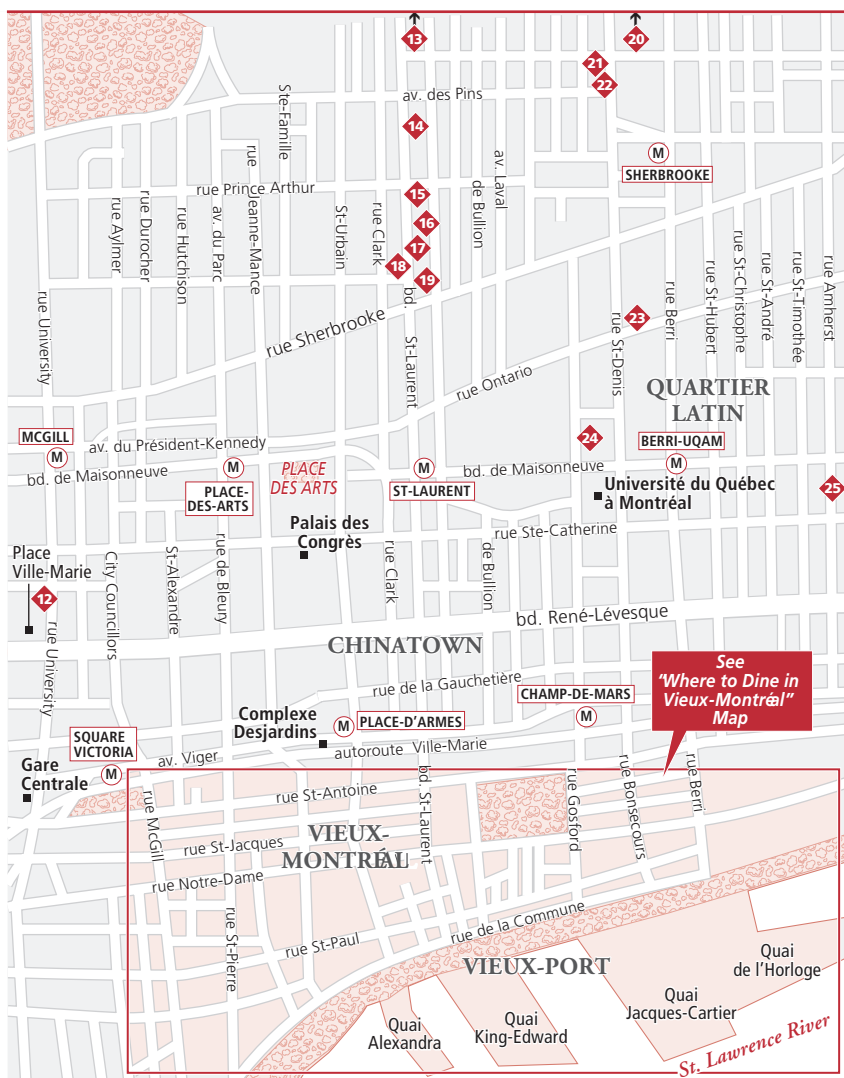 13
20
21
22
Ste-Famille
av. des Pins
14
M
SHERBROOKE
rue
Jeanne-Mance
av. Laval
rue Prince Arthur
15
de Bullion
rue Aylmer
rue Durocher
rue Hutchison
av. du Parc
St-Urbain
rue Clark
16
17
18
19
rue St-Hubert
rue St-Christophe
rue St-André
rue St-Timothée
rue Amherst
rue University
rue Sherbrooke
bd.
St-Laurent
rue St-Denis
23
rue Berri
rue Ontario
QUARTIER
LATIN
MCGILL
M
av. du Président-Kennedy
bd. de Maisonneuve
M
PLACE-
DES-ARTS
PLACE
DES ARTS
M
ST-LAURENT
24
bd. de Maisonneuve
BERRI-UQAM
M
Université du Québec
à Montréal
25
Palais des
Congrès
rue Ste-Catherine
Place
Ville-Marie
12
rue University
City Councillors
St-Alexandre
rue de Bleury
rue Clark
de Bullion
bd. René-Lévesque
CHINATOWN
rue de la Gauchetière
See
"Where to Dine in
Vieux-Montréal"
Map
CHAMP-DE-MARS
M
Complexe
Desjardins
M
PLACE-D'ARMES
SQUARE
VICTORIA
M
av. Viger
autoroute Ville-Marie
Gare
Centrale
rue McGill
rue St-Antoine
bd. St-Laurent
rue Gosford
rue Bonsecours
rue Berri
VIEUX-
MONTRÉAL
rue St-Jacques
rue Notre-Dame
rue St-Pierre
rue St-Paul
rue de la Commune
VIEUX-PORT
Quai
de l'Horloge
Quai
Jacques-Cartier
Quai
King-Edward
Quai
Alexandra
St. Lawrence River